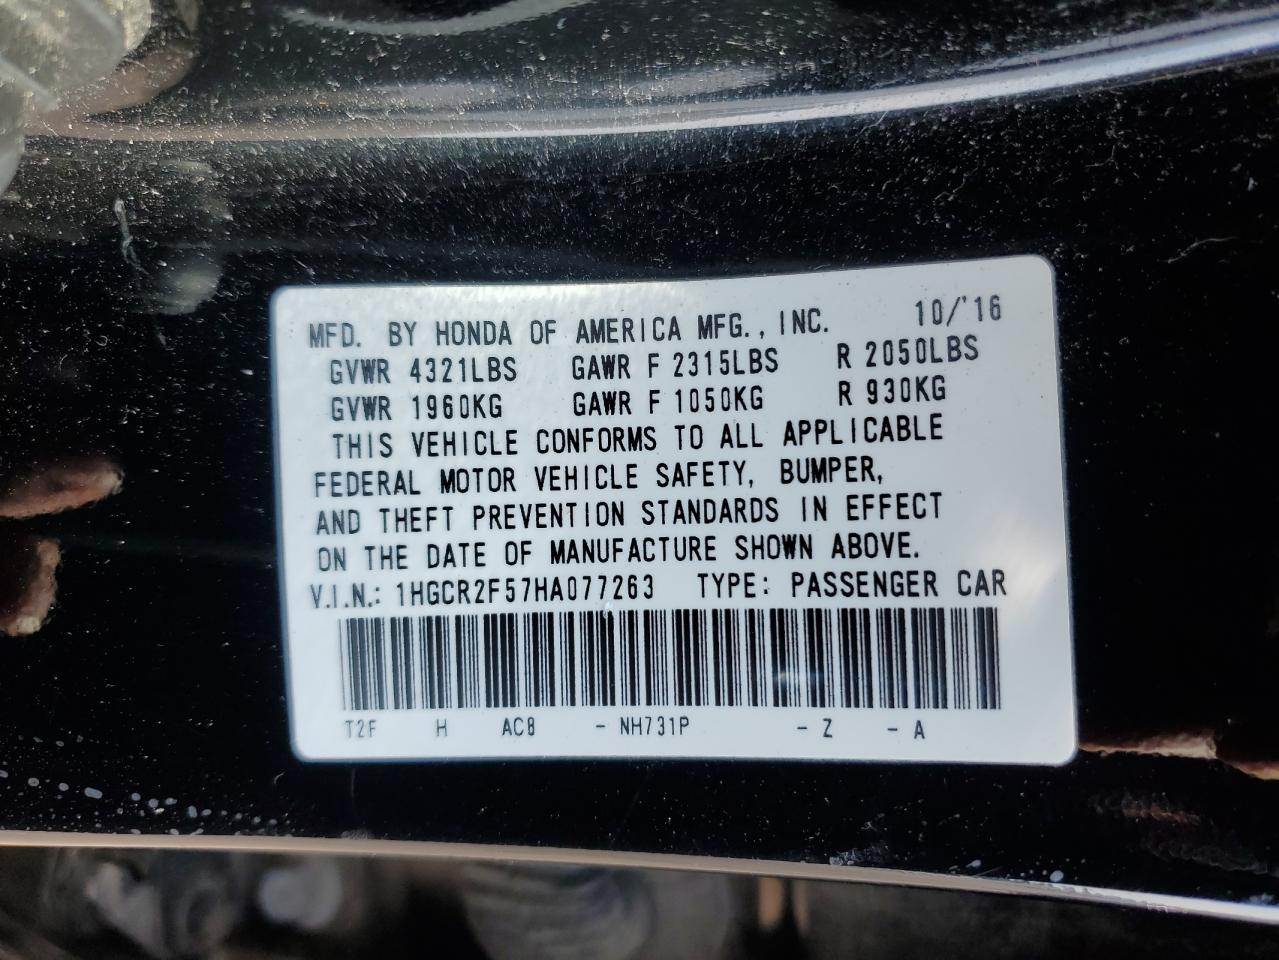 MFD. BY HONDA OF AMERICA MFG., INC. 10/'16
GVWR 4321LBS GAWR F 2315LBS R 2050LBS
GVWR 1960KG GAWR F 1050KG R 930KG
THIS VEHICLE CONFORMS TO ALL APPLICABLE
FEDERAL MOTOR VEHICLE SAFETY, BUMPER,
AND THEFT PREVENTION STANDARDS IN EFFECT
ON THE DATE OF MANUFACTURE SHOWN ABOVE.
V.I.N.: 1HGCR2F57HA077263 TYPE: PASSENGER CAR
T2F H AC8 - NH731P - Z - A